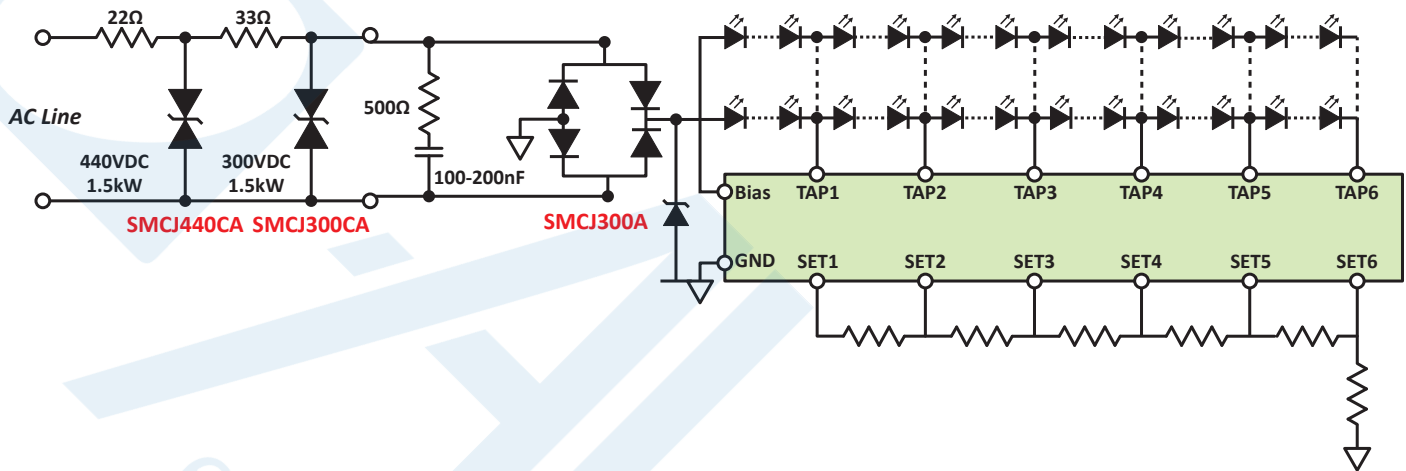 22Ω
33Ω
AC Line
500Ω
440VDC
1.5kW
300VDC
1.5kW
100-200nF
SMCJ440CA SMCJ300CA
SMCJ300A
Bias TAP1 TAP2 TAP3 TAP4 TAP5 TAP6
GND SET1 SET2 SET3 SET4 SET5 SET6